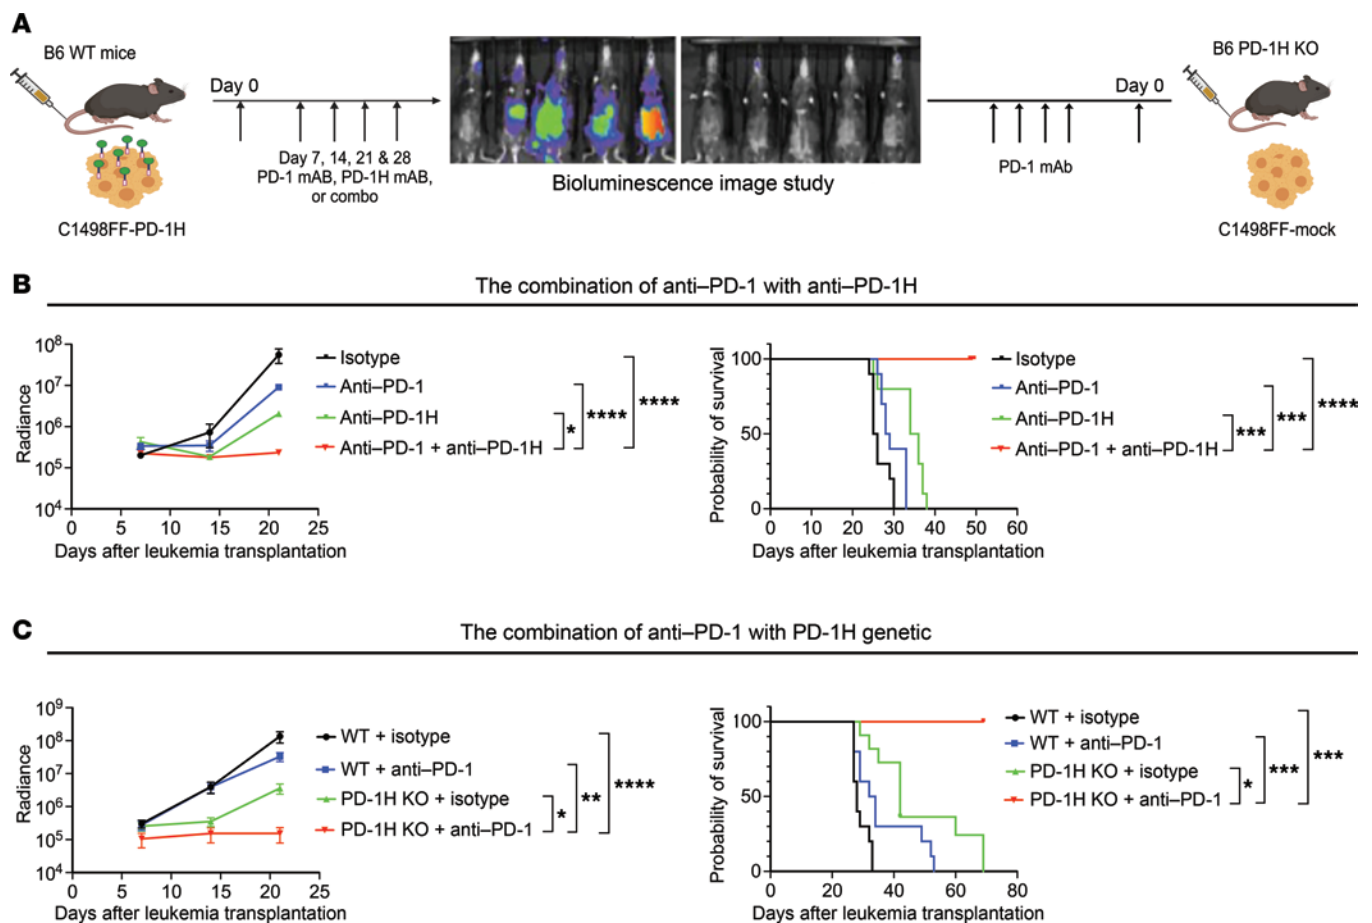 A
B6 WT mice
C1498FF-PD-1H
Day 0
Day 7, 14, 21 & 28
PD-1 mAB, PD-1H mAB,
or combo
Bioluminescence image study
PD-1 mAb
Day 0
B6 PD-1H KO
C1498FF-mock
B
The combination of anti–PD-1 with anti–PD-1H
Radiance
10⁸
10⁷
10⁶
10⁵
10⁴
0 5 10 15 20 25
Days after leukemia transplantation
Isotype
Anti–PD-1
Anti–PD-1H
Anti–PD-1 + anti–PD-1H
* **** ****
Probability of survival
100
50
0
0 10 20 30 40 50 60
Days after leukemia transplantation
Isotype
Anti–PD-1
Anti–PD-1H
Anti–PD-1 + anti–PD-1H
*** *** ****
C
The combination of anti–PD-1 with PD-1H genetic
Radiance
10⁹
10⁸
10⁷
10⁶
10⁵
10⁴
0 5 10 15 20 25
Days after leukemia transplantation
WT + isotype
WT + anti–PD-1
PD-1H KO + isotype
PD-1H KO + anti–PD-1
* ** ****
Probability of survival
100
50
0
0 20 40 60 80
Days after leukemia transplantation
WT + isotype
WT + anti–PD-1
PD-1H KO + isotype
PD-1H KO + anti–PD-1
* *** ***